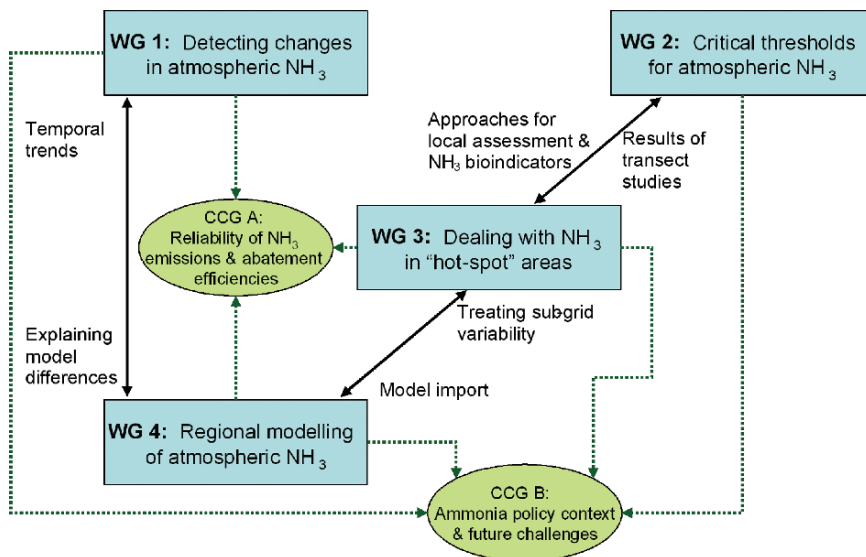 WG 1: Detecting changes
in atmospheric NH₃
WG 2: Critical thresholds
for atmospheric NH₃
Temporal
trends
Approaches for
local assessment &
NH₃ bioindicators
Results of
transect
studies
CCG A:
Reliability of NH₃
emissions & abatement
efficiencies
WG 3: Dealing with NH₃
in “hot-spot” areas
Treating sub-grid
variability
Explaining
model
differences
Model import
WG 4: Regional modelling
of atmospheric NH₃
CCG B:
Ammonia policy context
& future challenges